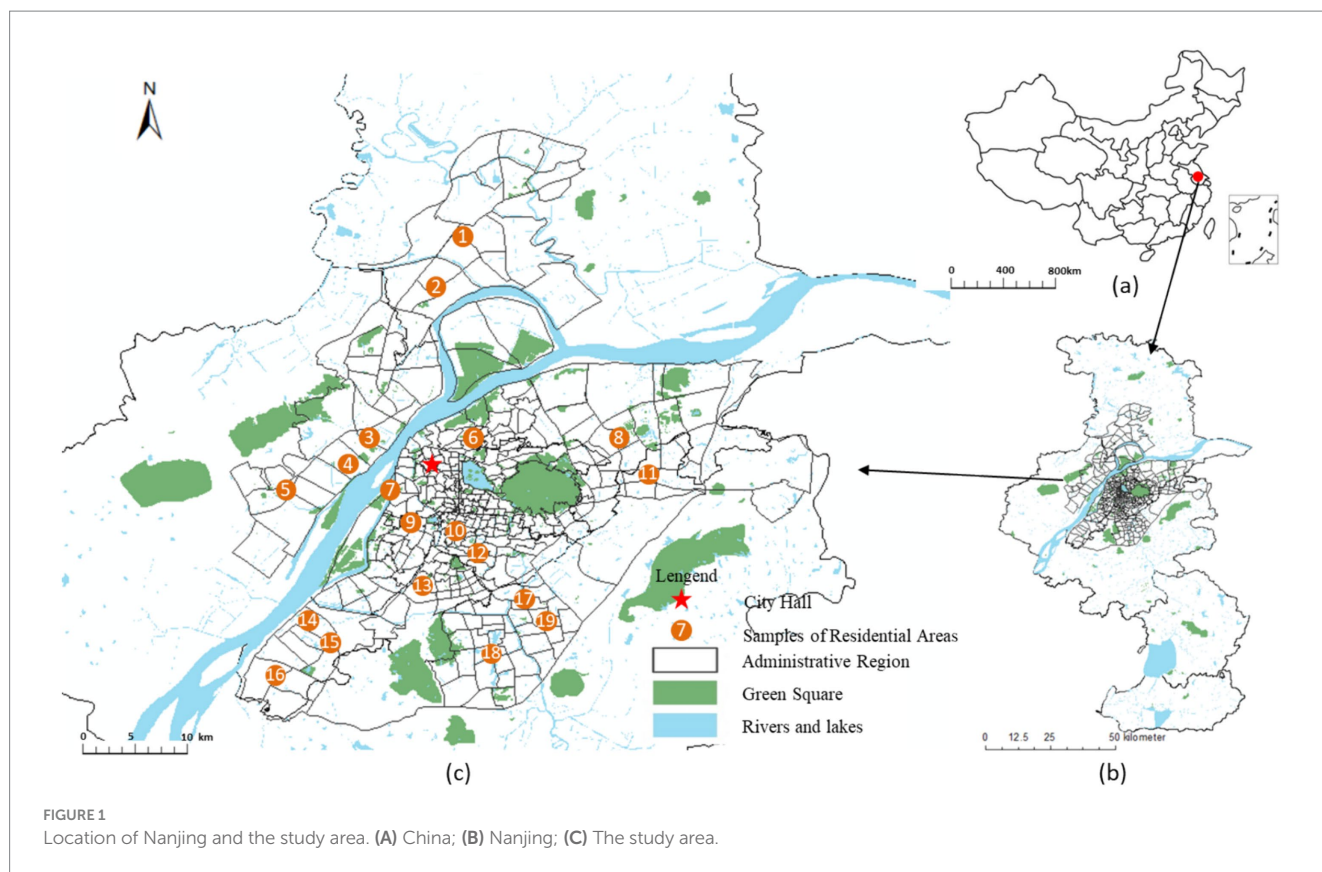 N
1
2
3
4
5
6
7
8
9
10
11
12
13
14
15
16
17
18
19
0 5 10 km
(c)
Lengend
City Hall
7
Samples of Residential Areas
Administrative Region
Green Square
Rivers and lakes
0 400 800km
(a)
0 12.5 25 50 kilometer
(b)
FIGURE 1
Location of Nanjing and the study area. (A) China; (B) Nanjing; (C) The study area.